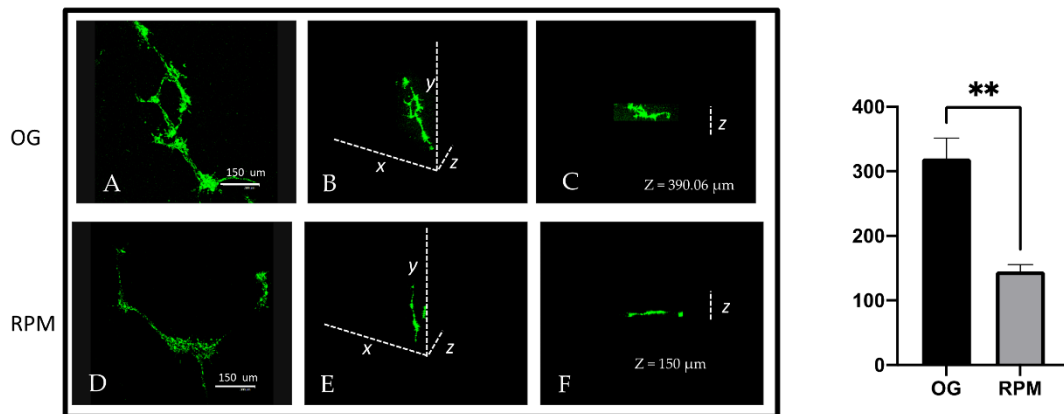 OG
A
150 um
y
x
z
B
z
Z = 390.06 µm
C
RPM
D
150 um
y
x
z
E
z
Z = 150 µm
F
**
400
300
200
100
0
OG
RPM